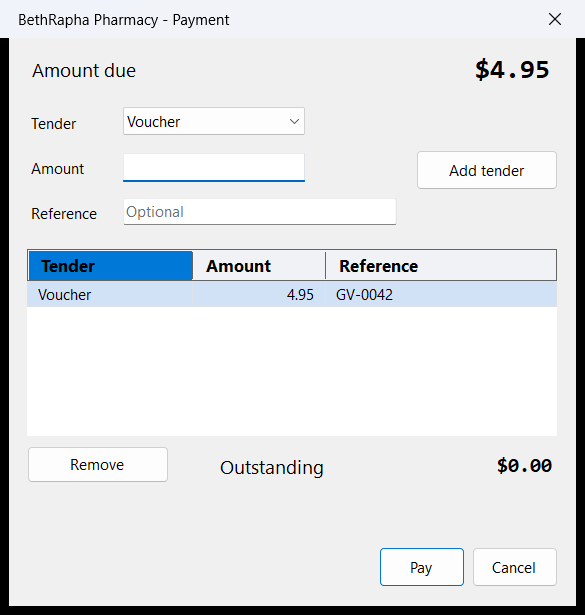 BethRapha Pharmacy - Payment
Amount due $4.95
Tender Voucher
Amount
Add tender
Reference Optional
Tender Amount Reference
Voucher 4.95 GV-0042
Remove Outstanding $0.00
Pay Cancel